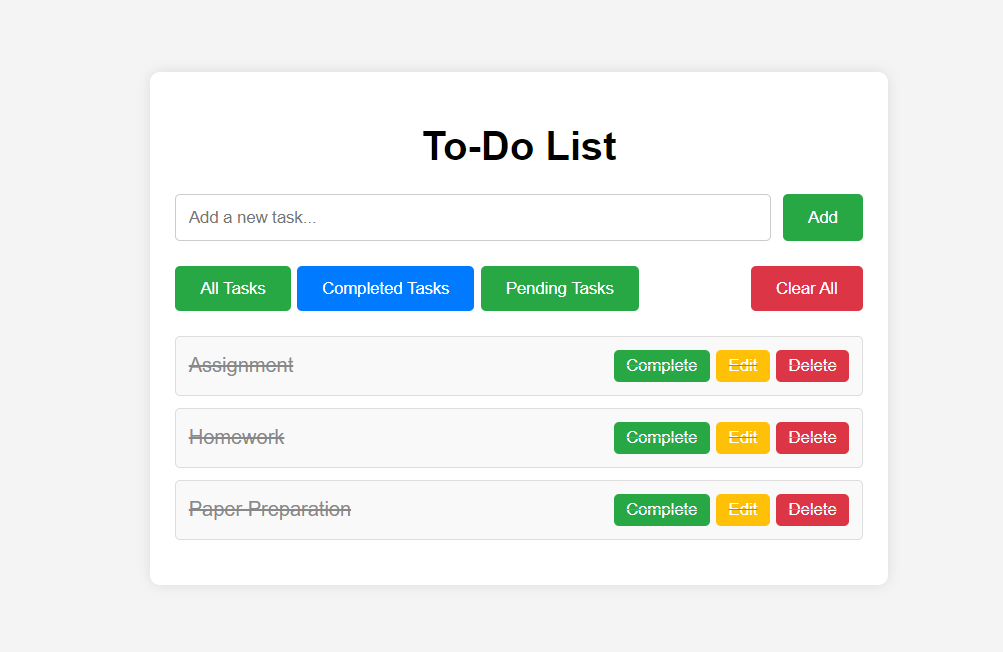 To-Do List
Add a new task... Add
All Tasks Completed Tasks Pending Tasks Clear All
Assignment Complete Edit Delete
Homework Complete Edit Delete
Paper Preparation Complete Edit Delete